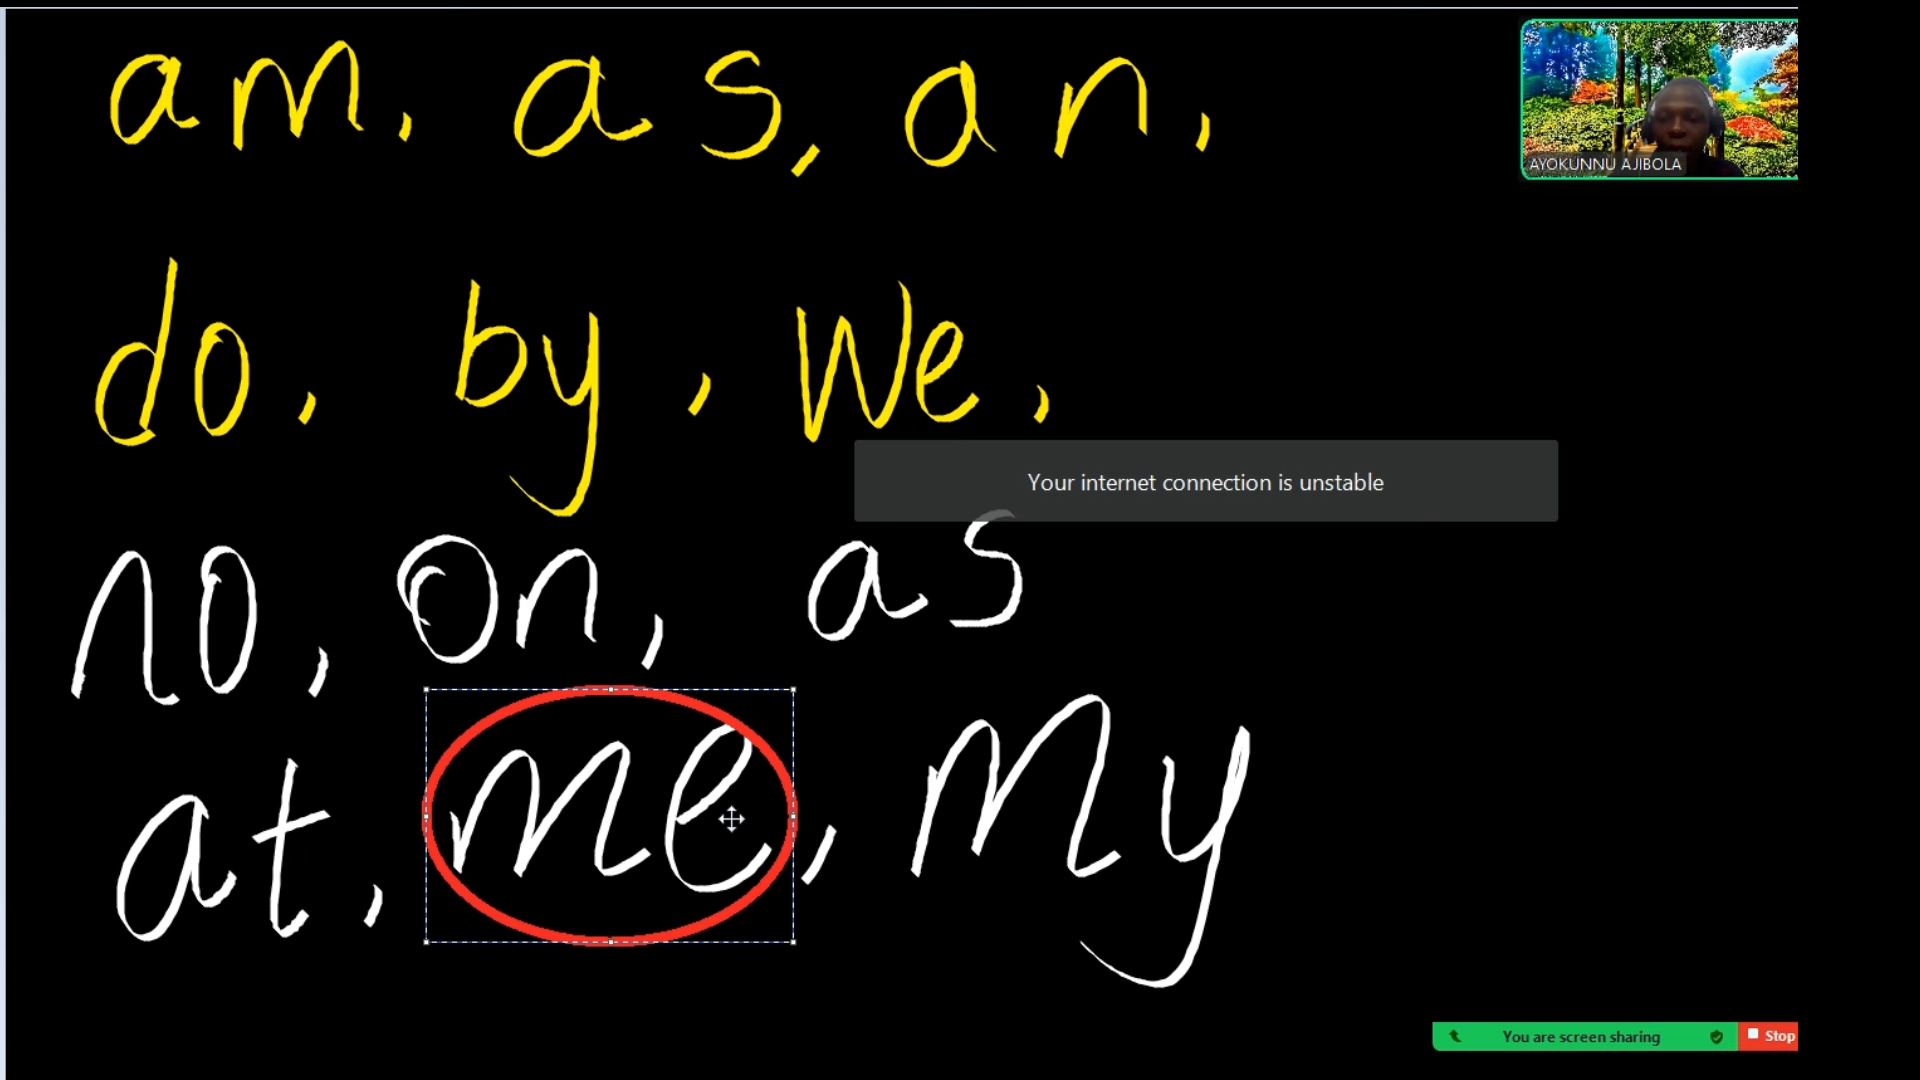 am, as, an,
AYOKUNNU AJIBOLA
do, by, we,
Your internet connection is unstable
no, on, as
at, me, my
You are screen sharing
Stop